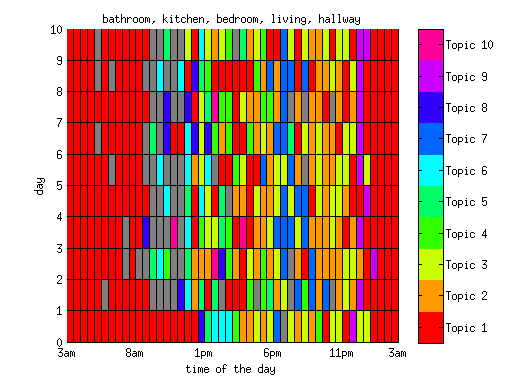 bathroom, kitchen, bedroom, living, hallway
10
9
8
7
6
5
4
3
2
1
0
day
3am 8am 1pm 6pm 11pm 3am
time of the day
Topic 10
Topic 9
Topic 8
Topic 7
Topic 6
Topic 5
Topic 4
Topic 3
Topic 2
Topic 1